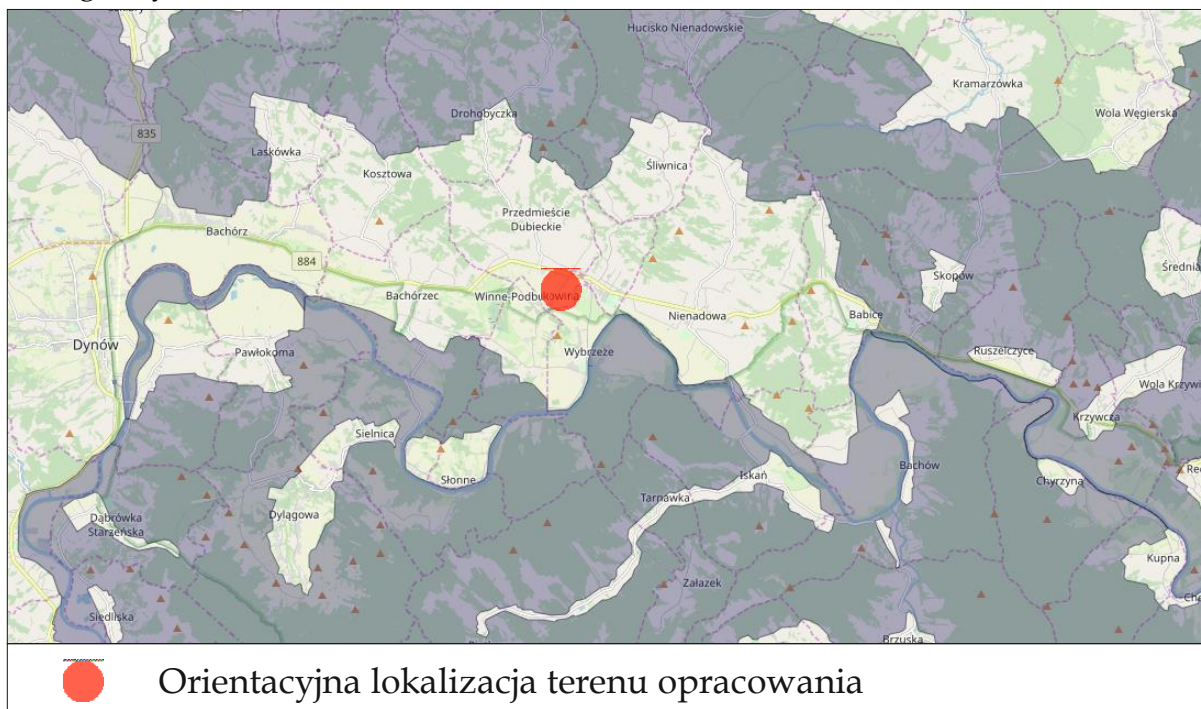 Hucisko Nienadowskie
Kramarzówka
Drohobyczka
Wola Węgierska
835
Laskówka
Śliwnica
Kosztowa
Przedmieście
Dubieckie
Bachórz
884
Średnia
Skopów
Bachórzec
Winne-Podbukowina
Nienadowa
Babice
Dynów
Pawłokoma
Wybrzeże
Ruszelczyce
Wola Krzywi
Krzywcza
Sielnica
Bachów
Słonne
Iskań
Chyrzyna
Tarnawka
Dylągowa
Dąbrówka
Starzeńska
Kupna
Załazek
Siedliska
Brzuska
Orientacyjna lokalizacja terenu opracowania